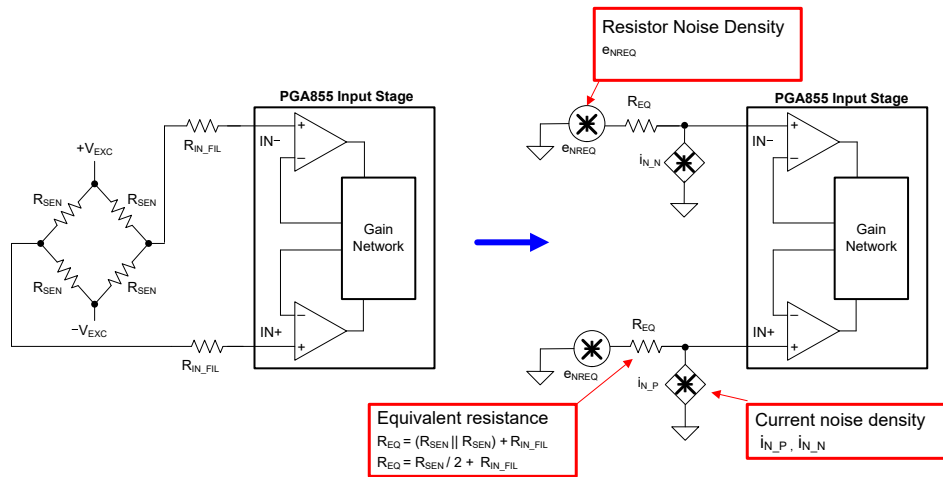 Resistor Noise Density
eNREQ
PGA855 Input Stage
RIN_FIL
IN−
+
−
+VEXC
RSEN
RSEN
RSEN
RSEN
−VEXC
Gain
Network
−
+
IN+
RIN_FIL
PGA855 Input Stage
REQ
eNREQ
IN−
iN_N
+
−
Gain
Network
−
+
IN+
REQ
eNREQ
iN_P
Equivalent resistance
REQ = (RSEN || RSEN) + RIN_FIL
REQ = RSEN / 2 + RIN_FIL
Current noise density
iN_P , iN_N